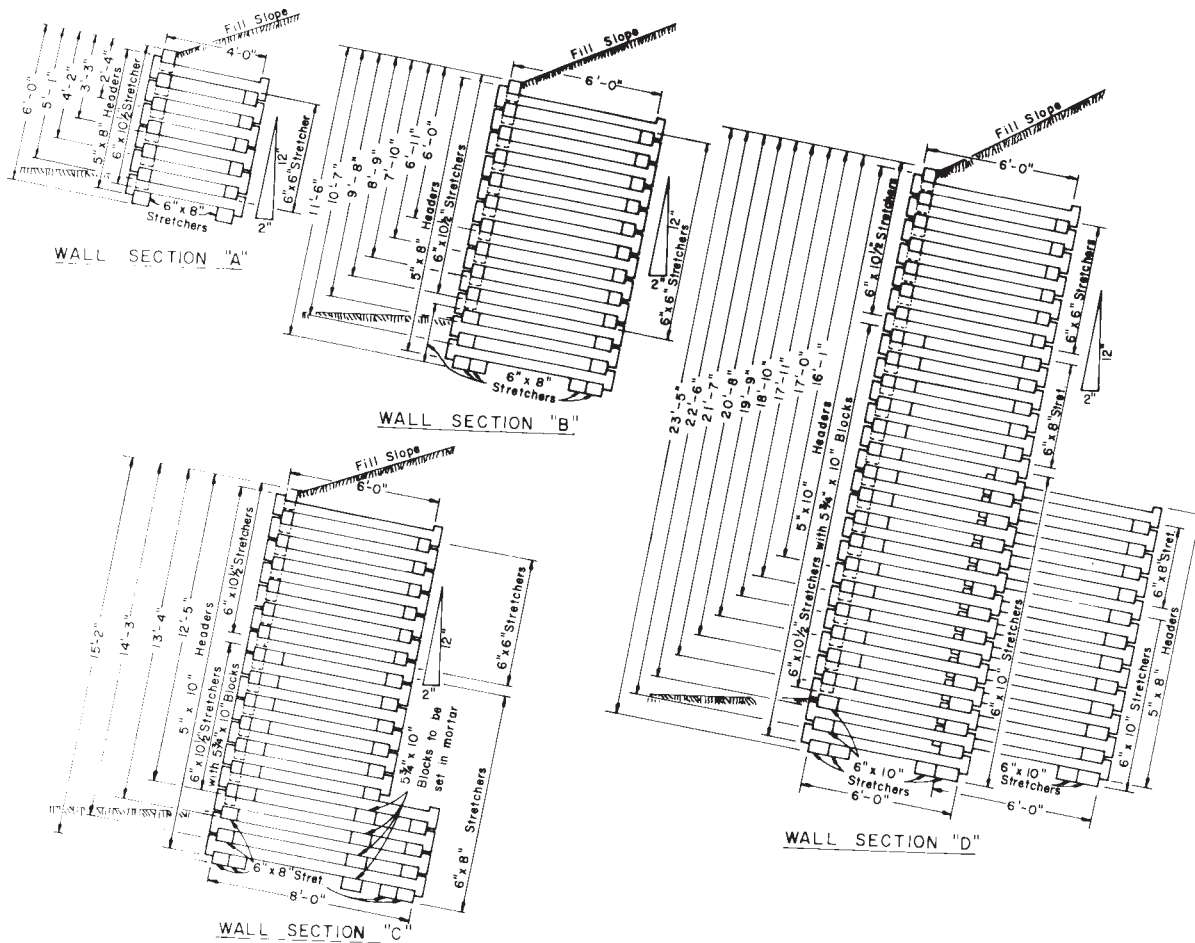 Fill Slope
4'-0"
6'-0"
5'-1"
4'-2"
3'-3"
2'-4"
5" x 8" Headers
6" x 10½" Stretcher
12"
2"
6"x6" Stretcher
6" x 8"
Stretchers
WALL SECTION "A"
Fill Slope
6'-0"
11'-6"
10'-7"
9'-8"
8'-9"
7'-10"
6'-11"
6'-0"
5" x 8" Headers
6" x 10½" Stretchers
12"
2"
6"x6" Stretchers
6" x 8"
Stretchers
WALL SECTION "B"
Fill Slope
6'-0"
15'-2"
14'-3"
13'-4"
12'-5"
5" x 10" Headers
6" x 10½" Stretchers
6" x 10½" Stretchers
with 5¾" x 10" Blocks
12"
2"
6"x6" Stretchers
5¾" x 10"
Blocks to be
set in mortar
6" x 8" Stretchers
6" x 8" Stret.
8'-0"
WALL SECTION "C"
Fill Slope
6'-0"
23'-5"
22'-6"
21'-7"
20'-8"
19'-9"
18'-10"
17'-11"
17'-0"
16'-1"
6" x 10½" Stretchers
5" x 10" Headers
6" x 10½" Stretchers with 5¾" x 10" Blocks
6"x6" Stretchers
12"
2"
6"x 8" Stret.
6" x 10" Stretchers
6"x 8" Stret.
5" x 8" Headers
6" x 10" Stretchers
6" x 10"
Stretchers
6'-0"
6" x 10"
Stretchers
6'-0"
WALL SECTION "D"